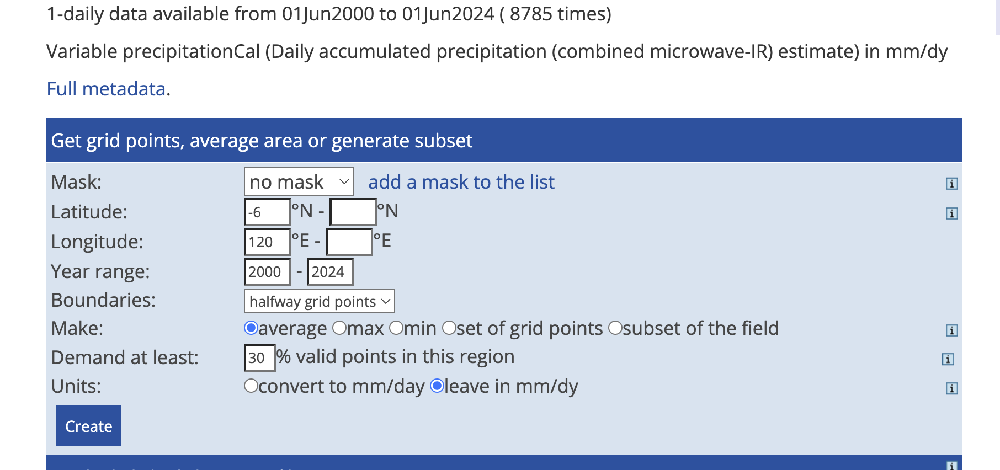 1-daily data available from 01Jun2000 to 01Jun2024 ( 8785 times)
Variable precipitationCal (Daily accumulated precipitation (combined microwave-IR) estimate) in mm/dy
Full metadata.
Get grid points, average area or generate subset
Mask: no mask add a mask to the list i
Latitude: -6 °N - °N i
Longitude: 120 °E - °E
Year range: 2000 - 2024
Boundaries: halfway grid points
Make: average max min set of grid points subset of the field i
Demand at least: 30 % valid points in this region i
Units: convert to mm/day leave in mm/dy i
Create
i